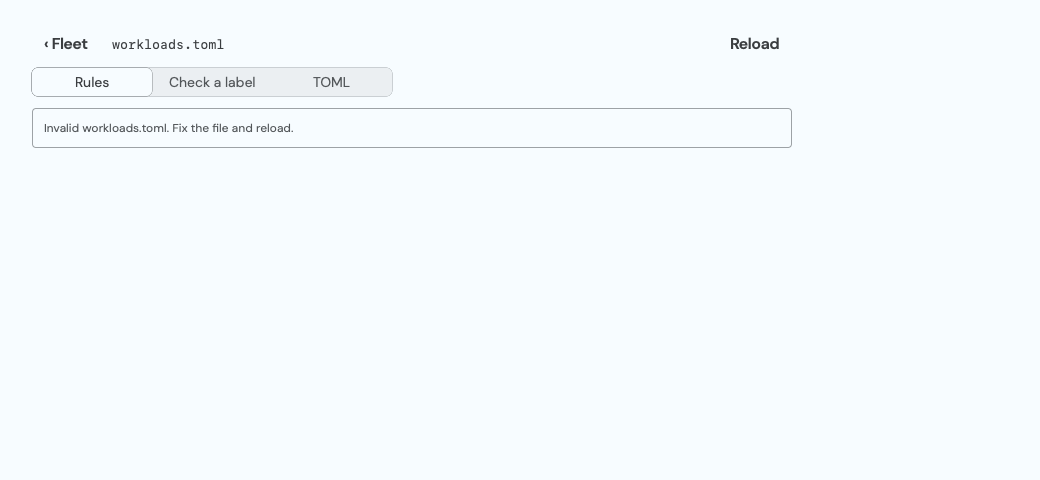 ‹ Fleet workloads.toml Reload
Rules Check a label TOML
Invalid workloads.toml. Fix the file and reload.